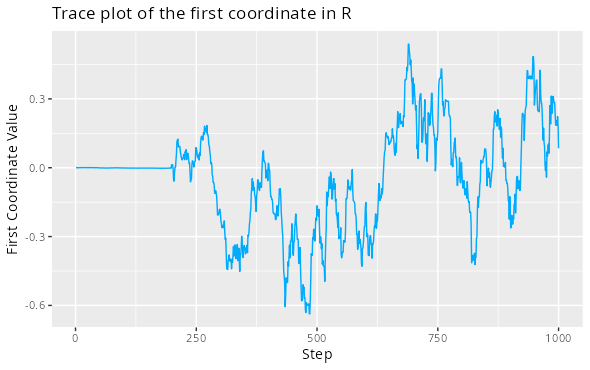 Trace plot of the first coordinate in R
First Coordinate Value
0.3
0.0
-0.3
-0.6
0 250 500 750 1000
Step